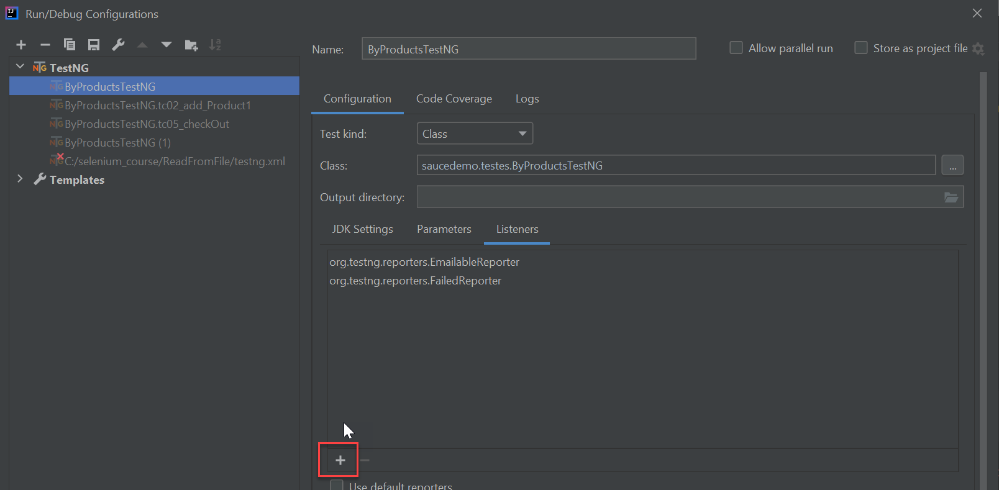 Run/Debug Configurations
Name: ByProductsTestNG Allow parallel run Store as project file
TestNG
ByProductsTestNG
ByProductsTestNG.tc02_add_Product1
ByProductsTestNG.tc05_checkOut
ByProductsTestNG (1)
C:/selenium_course/ReadFromFile/testng.xml
Templates
Configuration Code Coverage Logs
Test kind: Class
Class: saucedemo.testes.ByProductsTestNG ...
Output directory:
JDK Settings Parameters Listeners
org.testng.reporters.EmailableReporter
org.testng.reporters.FailedReporter
Use default reporters